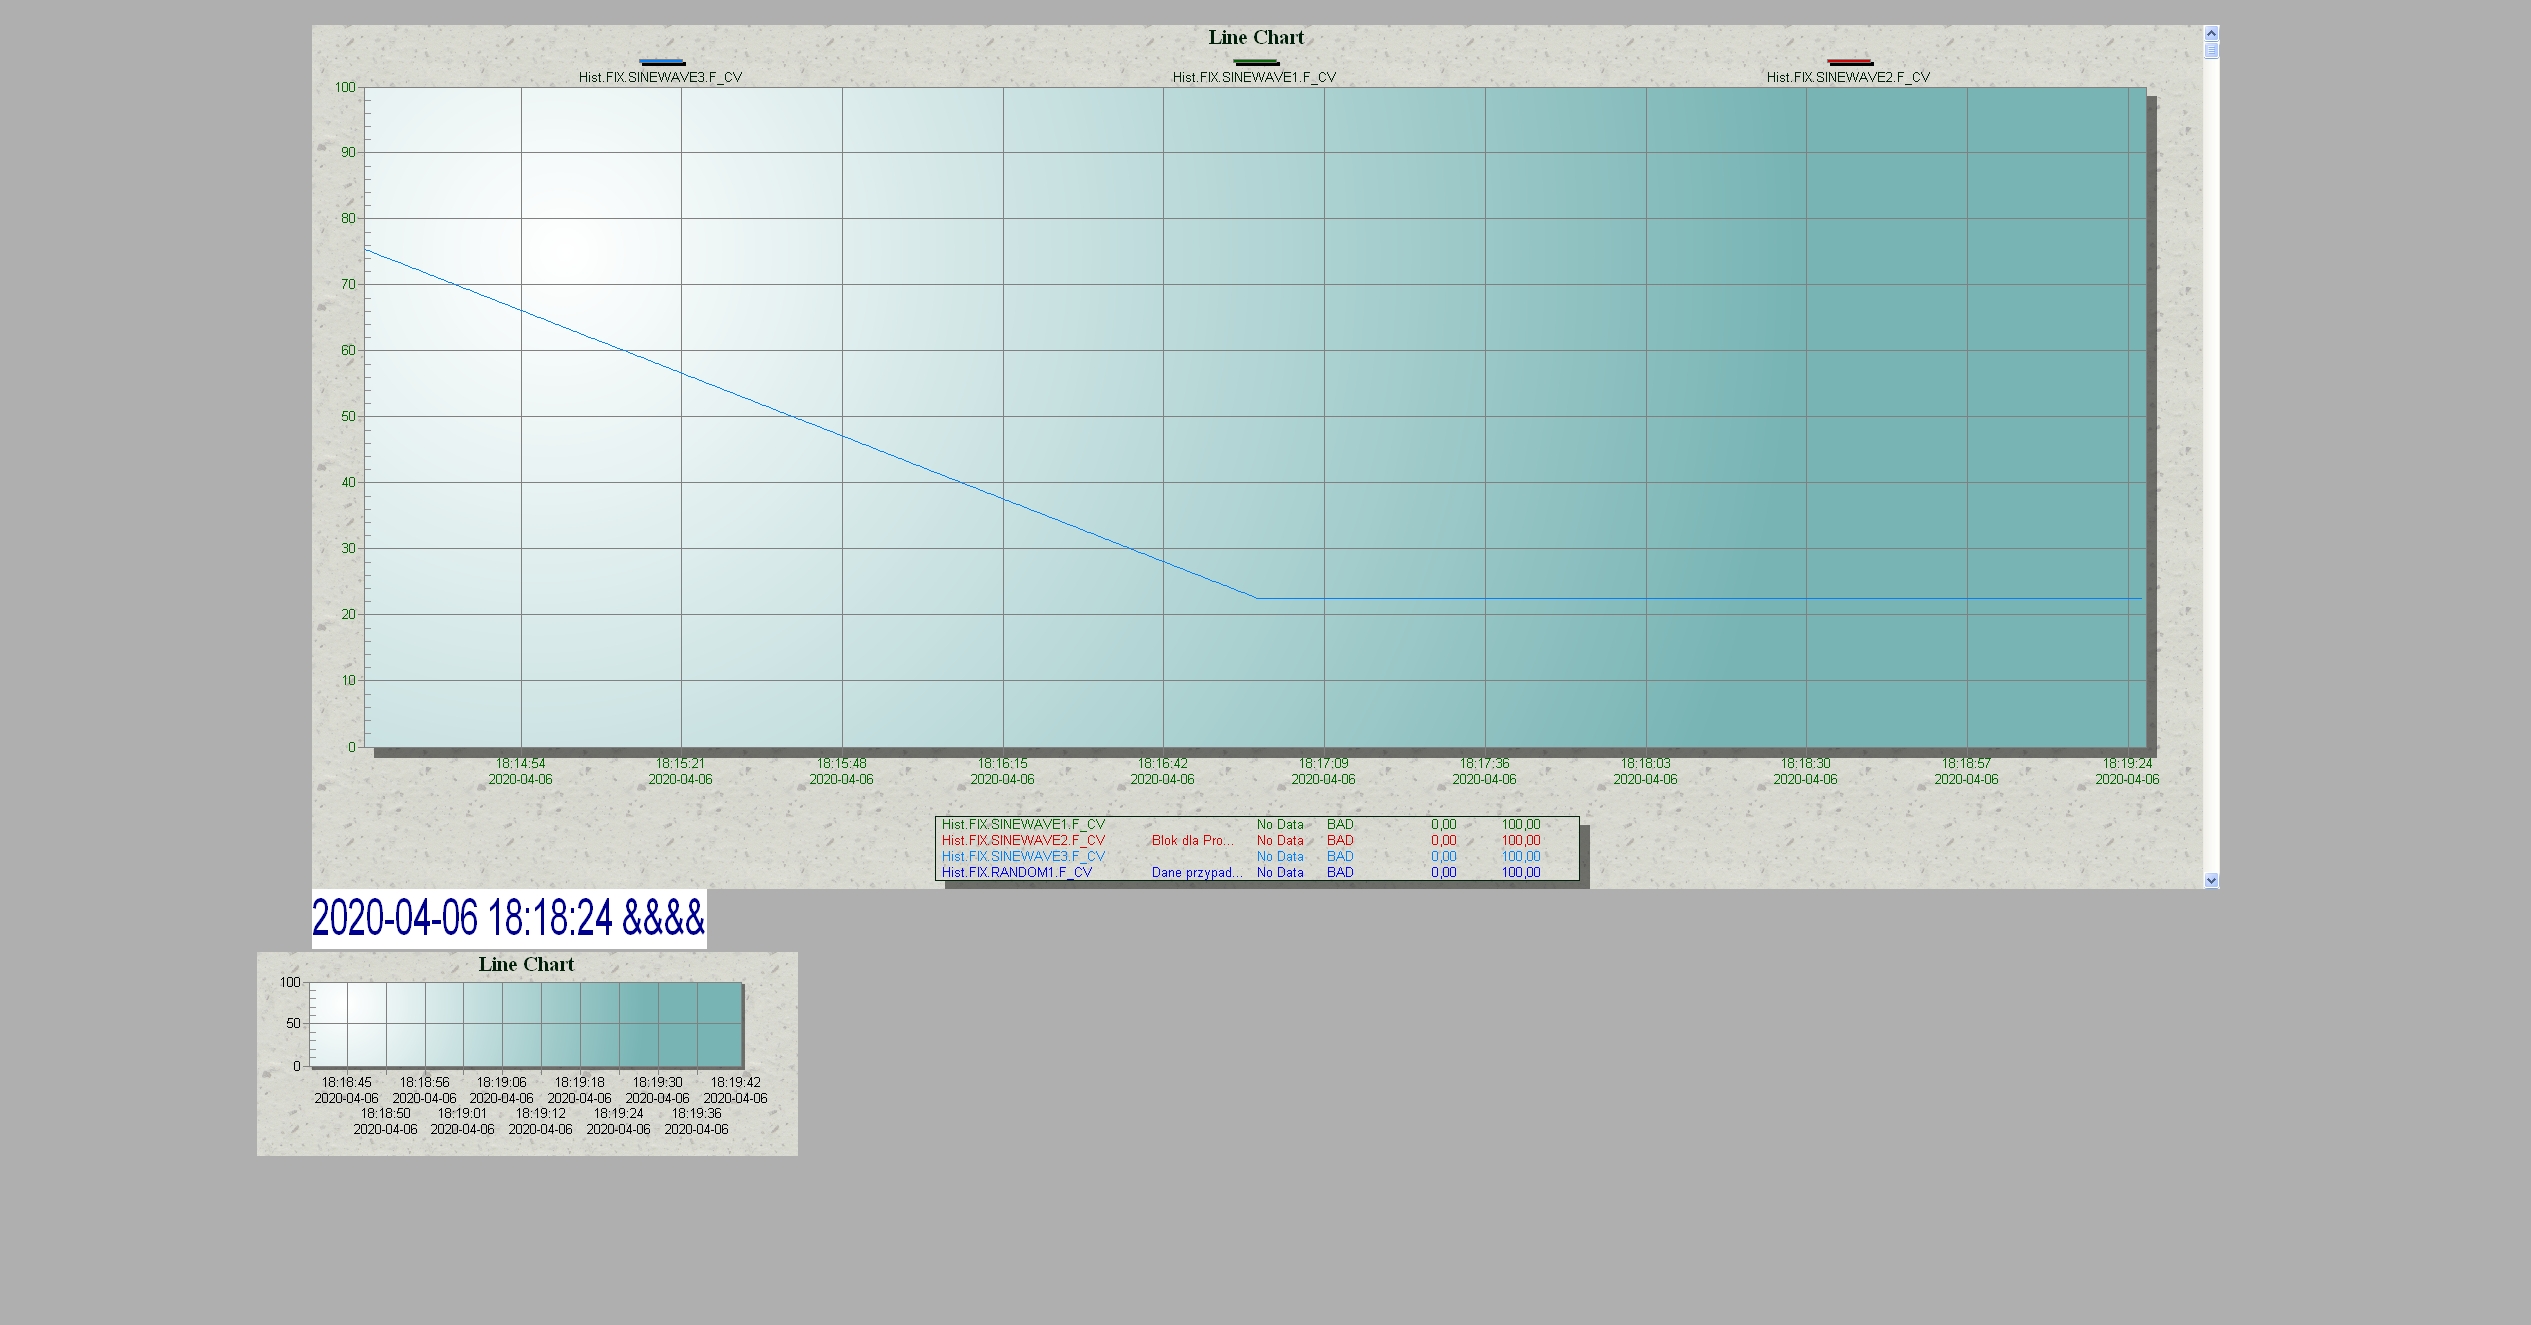 Line Chart
Hist.FIX.SINEWAVE3.F_CV Hist.FIX.SINEWAVE1.F_CV Hist.FIX.SINEWAVE2.F_CV
100
90
80
70
60
50
40
30
20
10
0
18:14:54 18:15:21 18:15:48 18:16:15 18:16:42 18:17:09 18:17:36 18:18:03 18:18:30 18:18:57 18:19:24
2020-04-06 2020-04-06 2020-04-06 2020-04-06 2020-04-06 2020-04-06 2020-04-06 2020-04-06 2020-04-06 2020-04-06 2020-04-06
Hist.FIX.SINEWAVE1.F_CV No Data BAD 0,00 100,00
Hist.FIX.SINEWAVE2.F_CV Blok dla Pro... No Data BAD 0,00 100,00
Hist.FIX.SINEWAVE3.F_CV No Data BAD 0,00 100,00
Hist.FIX.RANDOM1.F_CV Dane przypad... No Data BAD 0,00 100,00
2020-04-06 18:18:24 &&&&
Line Chart
100
50
0
18:18:45 18:18:56 18:19:06 18:19:18 18:19:30 18:19:42
2020-04-06 2020-04-06 2020-04-06 2020-04-06 2020-04-06 2020-04-06
18:18:50 18:19:01 18:19:12 18:19:24 18:19:36
2020-04-06 2020-04-06 2020-04-06 2020-04-06 2020-04-06